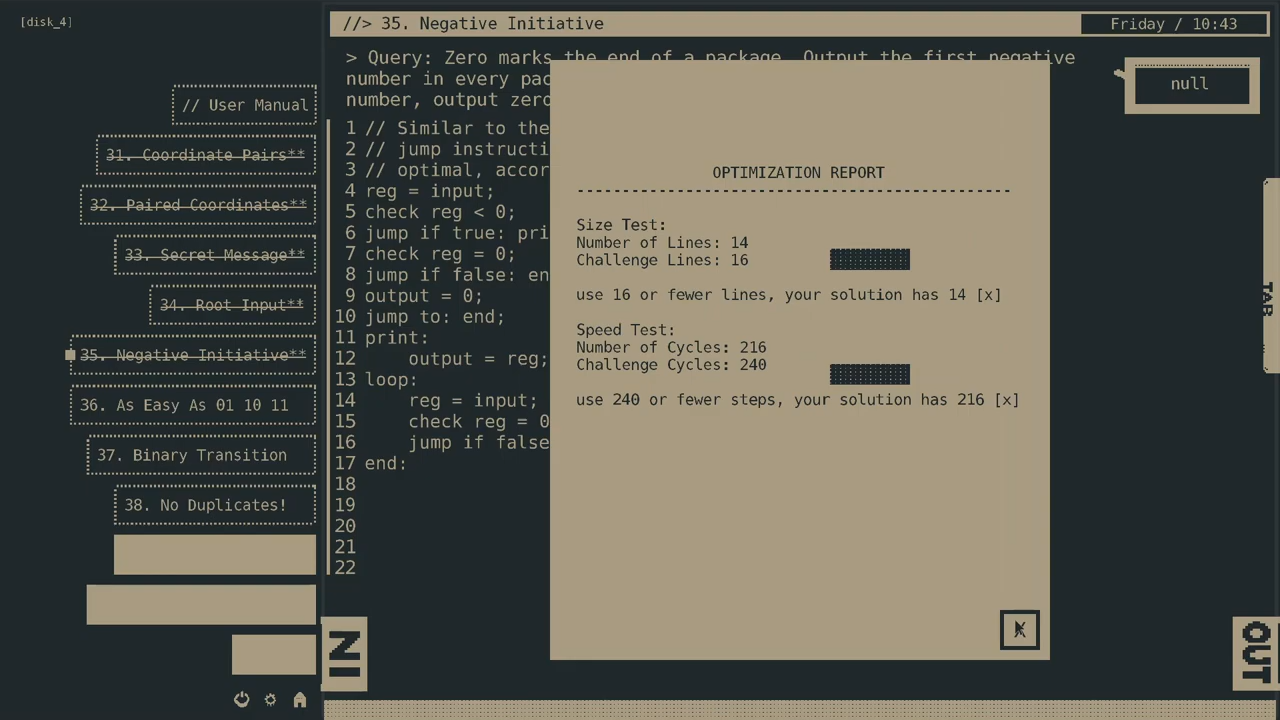 [disk_4]
// User Manual
31. Coordinate Pairs**
32. Paired Coordinates**
33. Secret Message**
34. Root Input**
35. Negative Initiative**
36. As Easy As 01 10 11
37. Binary Transition
38. No Duplicates!
//> 35. Negative Initiative
Friday / 10:43
> Query: Zero marks the end of a package. Output the first negative
number in every pac
number, output zero
null
1 // Similar to the
2 // jump instructi
3 // optimal, accor
4 reg = input;
5 check reg < 0;
6 jump if true: pri
7 check reg = 0;
8 jump if false: en
9 output = 0;
10 jump to: end;
11 print:
12 output = reg;
13 loop:
14 reg = input;
15 check reg = 0
16 jump if false
17 end:
18
19
20
21
22
OPTIMIZATION REPORT
Size Test:
Number of Lines: 14
Challenge Lines: 16
use 16 or fewer lines, your solution has 14 [x]
Speed Test:
Number of Cycles: 216
Challenge Cycles: 240
use 240 or fewer steps, your solution has 216 [x]
TAB
IN
OUT